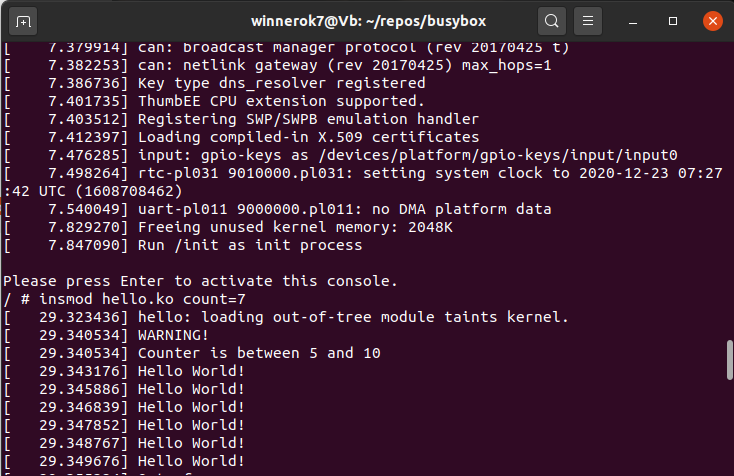 winnerok7@Vb: ~/repos/busybox
[    7.379914] can: broadcast manager protocol (rev 20170425 t)
[    7.382253] can: netlink gateway (rev 20170425) max_hops=1
[    7.386736] Key type dns_resolver registered
[    7.401735] ThumbEE CPU extension supported.
[    7.403512] Registering SWP/SWPB emulation handler
[    7.412397] Loading compiled-in X.509 certificates
[    7.476285] input: gpio-keys as /devices/platform/gpio-keys/input/input0
[    7.498264] rtc-pl031 9010000.pl031: setting system clock to 2020-12-23 07:27
:42 UTC (1608708462)
[    7.540049] uart-pl011 9000000.pl011: no DMA platform data
[    7.829270] Freeing unused kernel memory: 2048K
[    7.847090] Run /init as init process
Please press Enter to activate this console.
/ # insmod hello.ko count=7
[   29.323436] hello: loading out-of-tree module taints kernel.
[   29.340534] WARNING!
[   29.340534] Counter is between 5 and 10
[   29.343176] Hello World!
[   29.345886] Hello World!
[   29.346839] Hello World!
[   29.347852] Hello World!
[   29.348767] Hello World!
[   29.349676] Hello World!